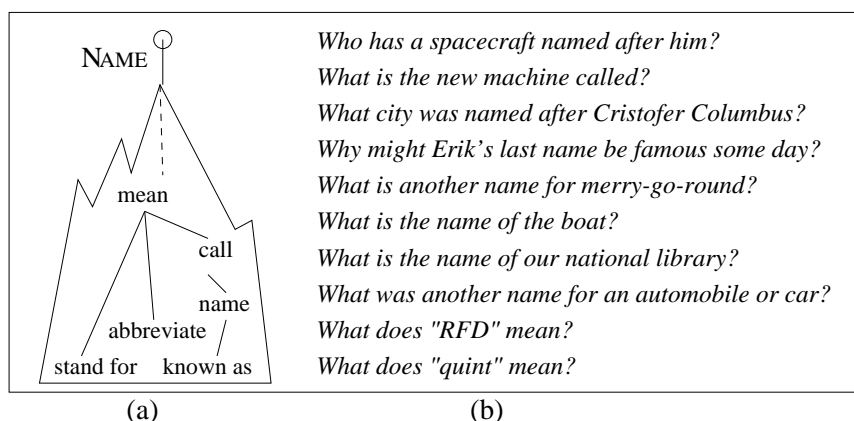 NAME
mean
call
name
abbreviate
stand for known as
Who has a spacecraft named after him?
What is the new machine called?
What city was named after Cristofer Columbus?
Why might Erik's last name be famous some day?
What is another name for merry-go-round?
What is the name of the boat?
What is the name of our national library?
What was another name for an automobile or car?
What does "RFD" mean?
What does "quint" mean?
(a) (b)